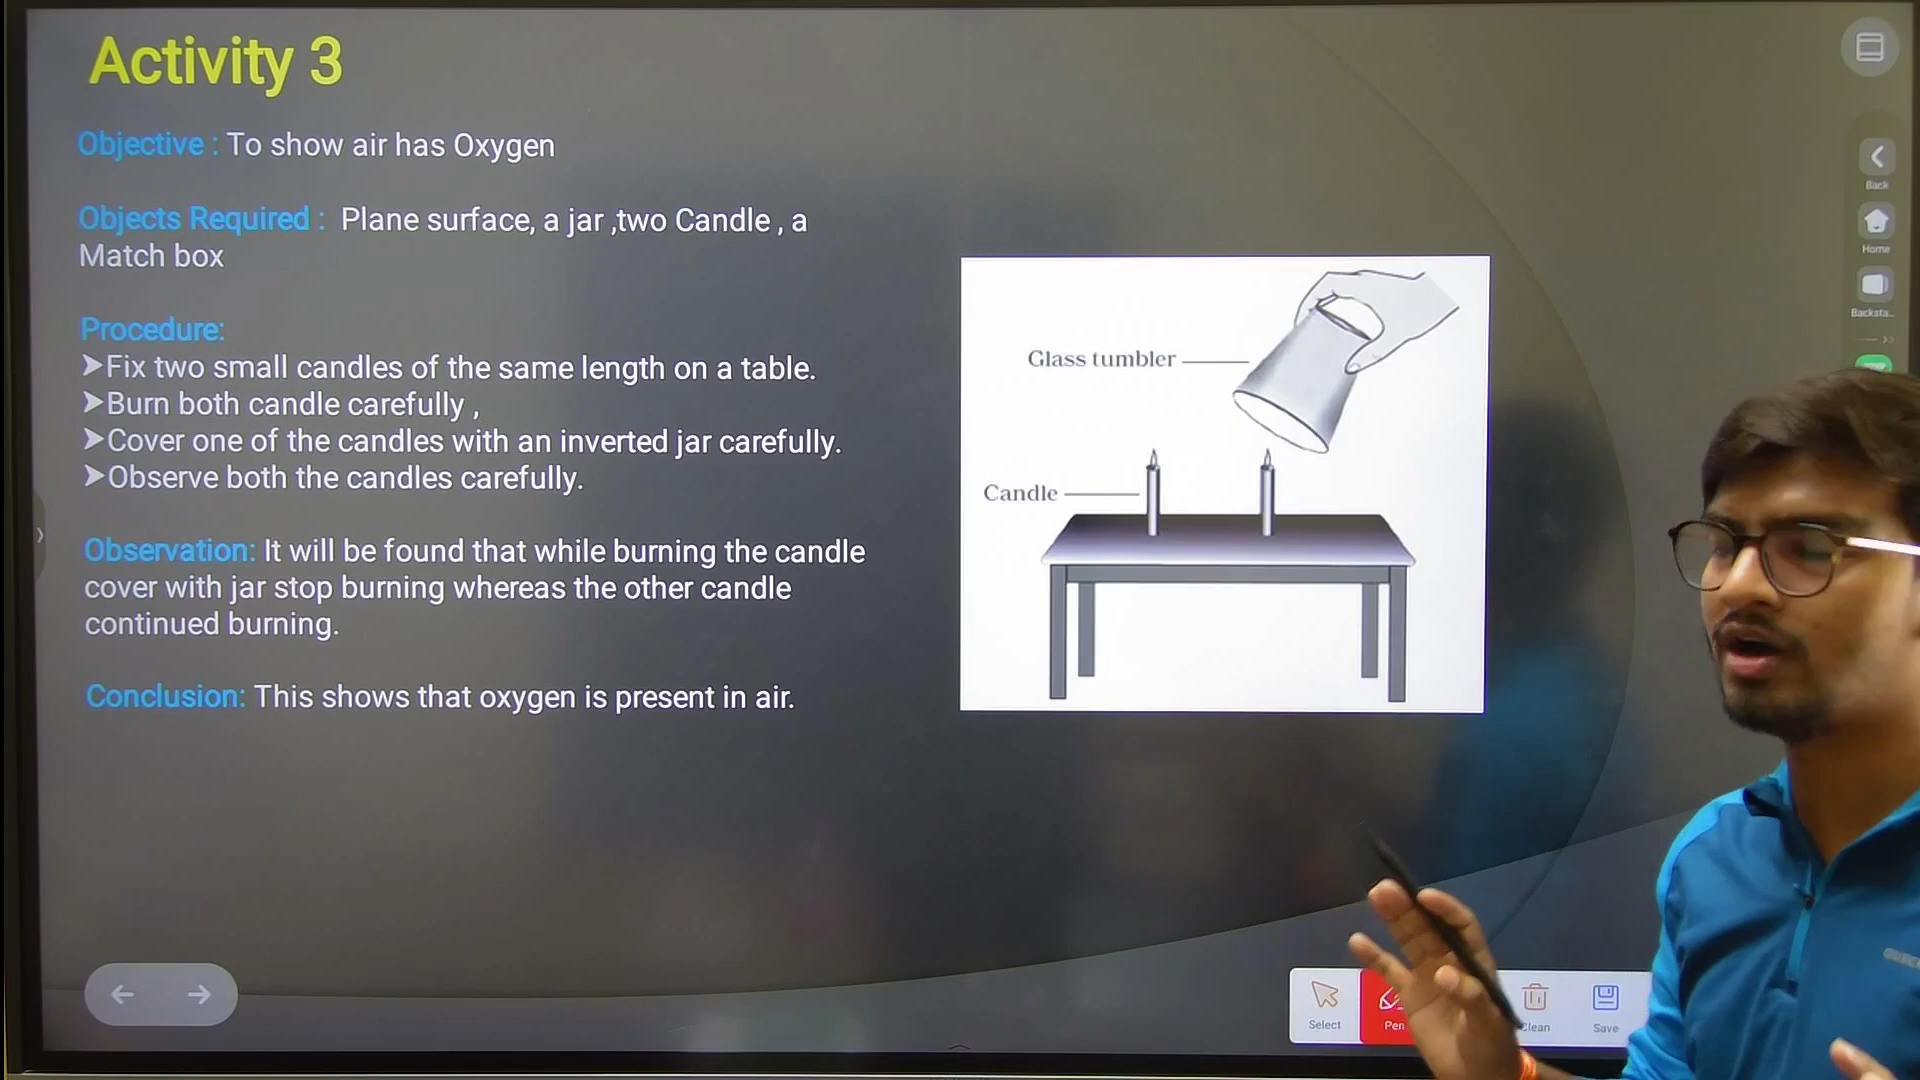 Activity 3
Objective : To show air has Oxygen
Objects Required : Plane surface, a jar ,two Candle , a
Match box
Procedure:
➤Fix two small candles of the same length on a table.
➤Burn both candle carefully ,
➤Cover one of the candles with an inverted jar carefully.
➤Observe both the candles carefully.
Observation: It will be found that while burning the candle
cover with jar stop burning whereas the other candle
continued burning.
Conclusion: This shows that oxygen is present in air.
Glass tumbler
Candle
Back
Home
Backsta...
Select
Pen
Clean
Save